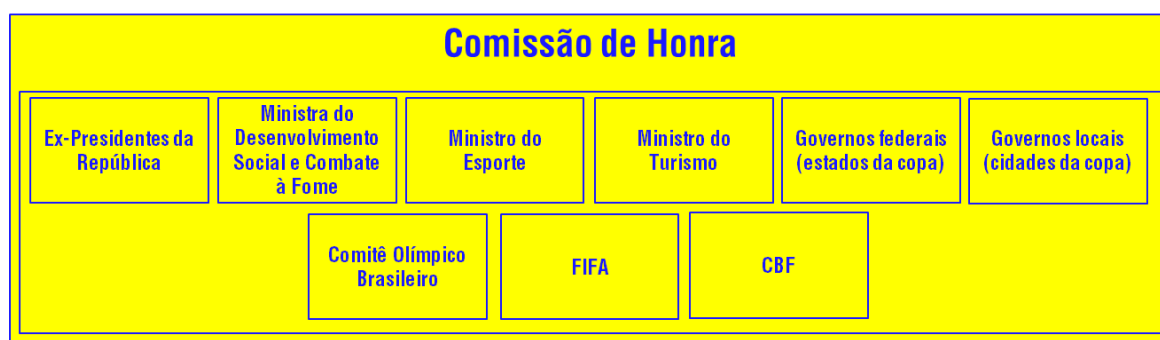 Comissão de Honra
Ex-Presidentes da
República
Ministra do
Desenvolvimento
Social e Combate
à Fome
Ministro do
Esporte
Ministro do
Turismo
Governos federais
(estados da copa)
Governos locais
(cidades da copa)
Comitê Olímpico
Brasileiro
FIFA
CBF